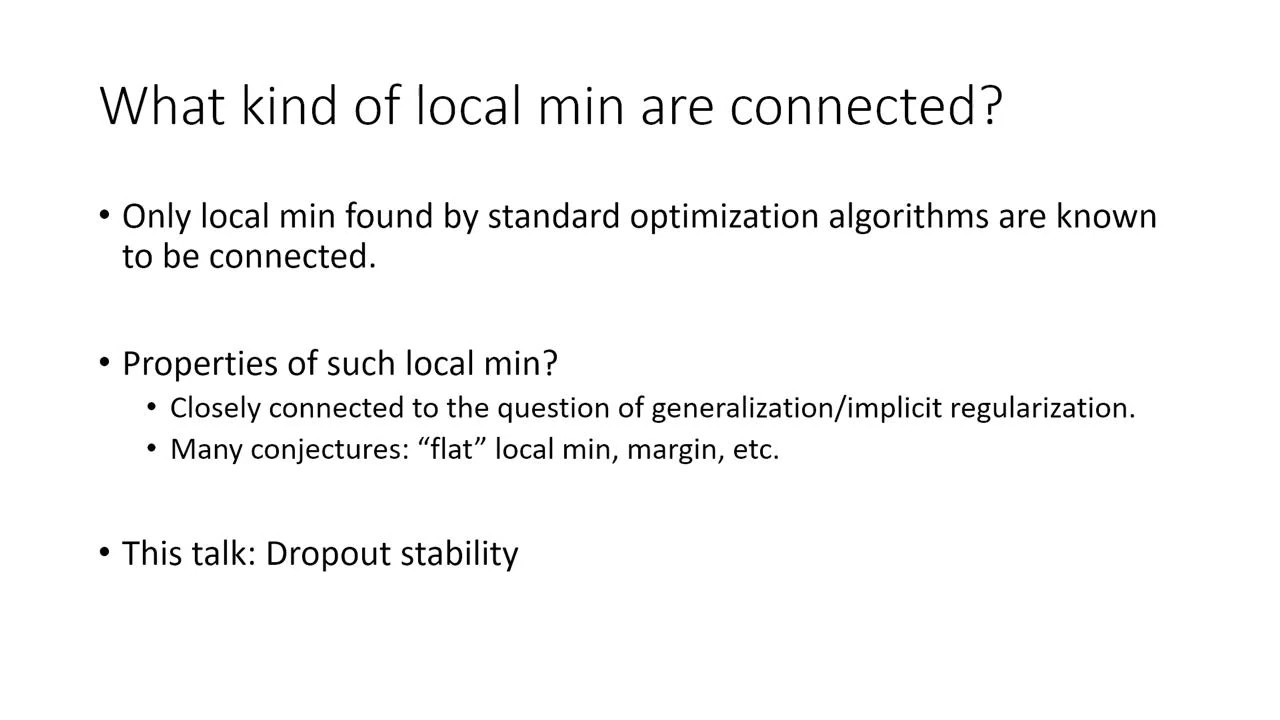 What kind of local min are connected?
• Only local min found by standard optimization algorithms are known
to be connected.
• Properties of such local min?
• Closely connected to the question of generalization/implicit regularization.
• Many conjectures: “flat” local min, margin, etc.
• This talk: Dropout stability